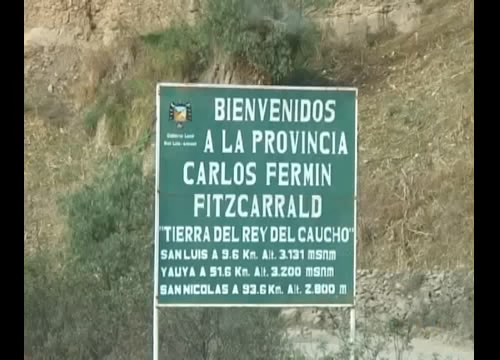 BIENVENIDOS
A LA PROVINCIA
CARLOS FERMIN
FITZCARRALD
"TIERRA DEL REY DEL CAUCHO"
SAN LUIS A 9.6 Km. Alt. 3.131 msnm
YAUYA A 51.6 Km. Alt. 3.200 msnm
SAN NICOLAS A 93.6 Km. Alt. 2.800 m